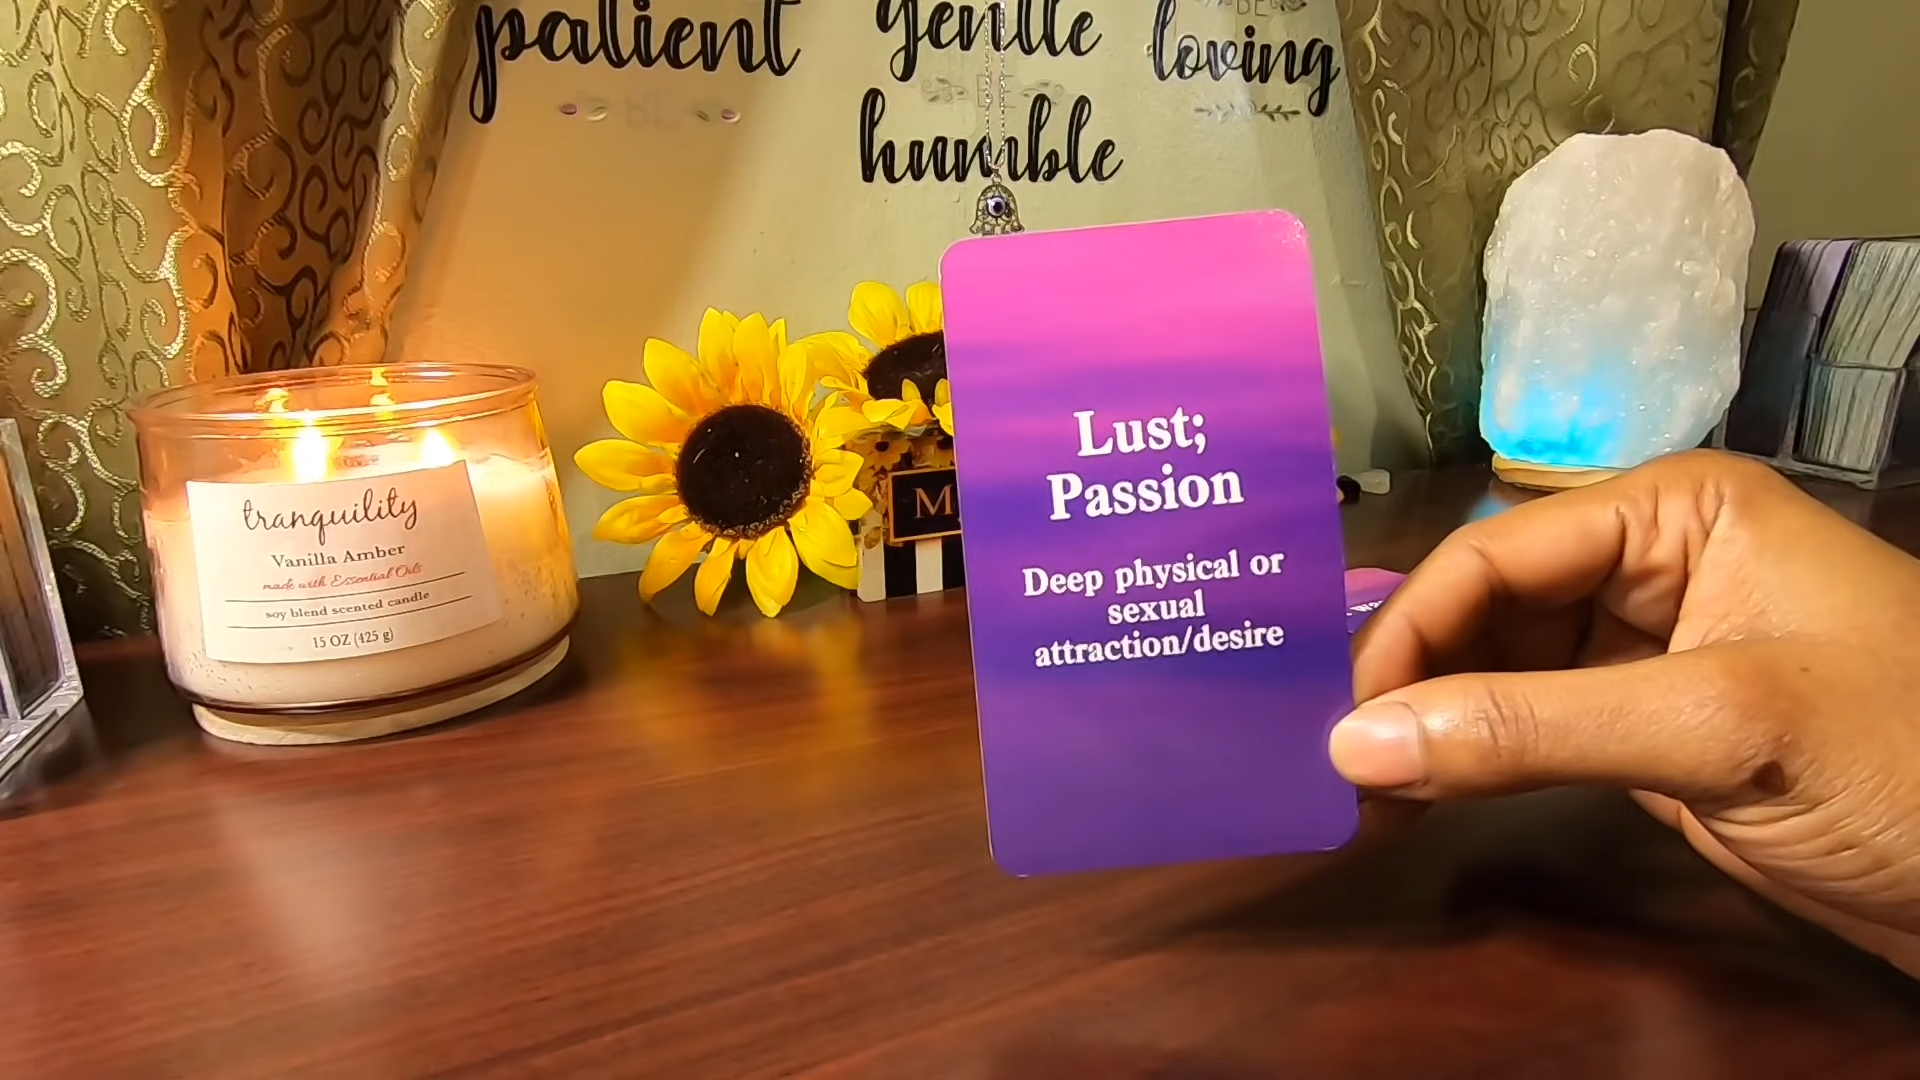 patient
gentle
loving
BE
humble
Lust;
Passion
Deep physical or
sexual
attraction/desire
tranquility
Vanilla Amber
made with Essential Oils
soy blend scented candle
15 OZ (425 g)
M